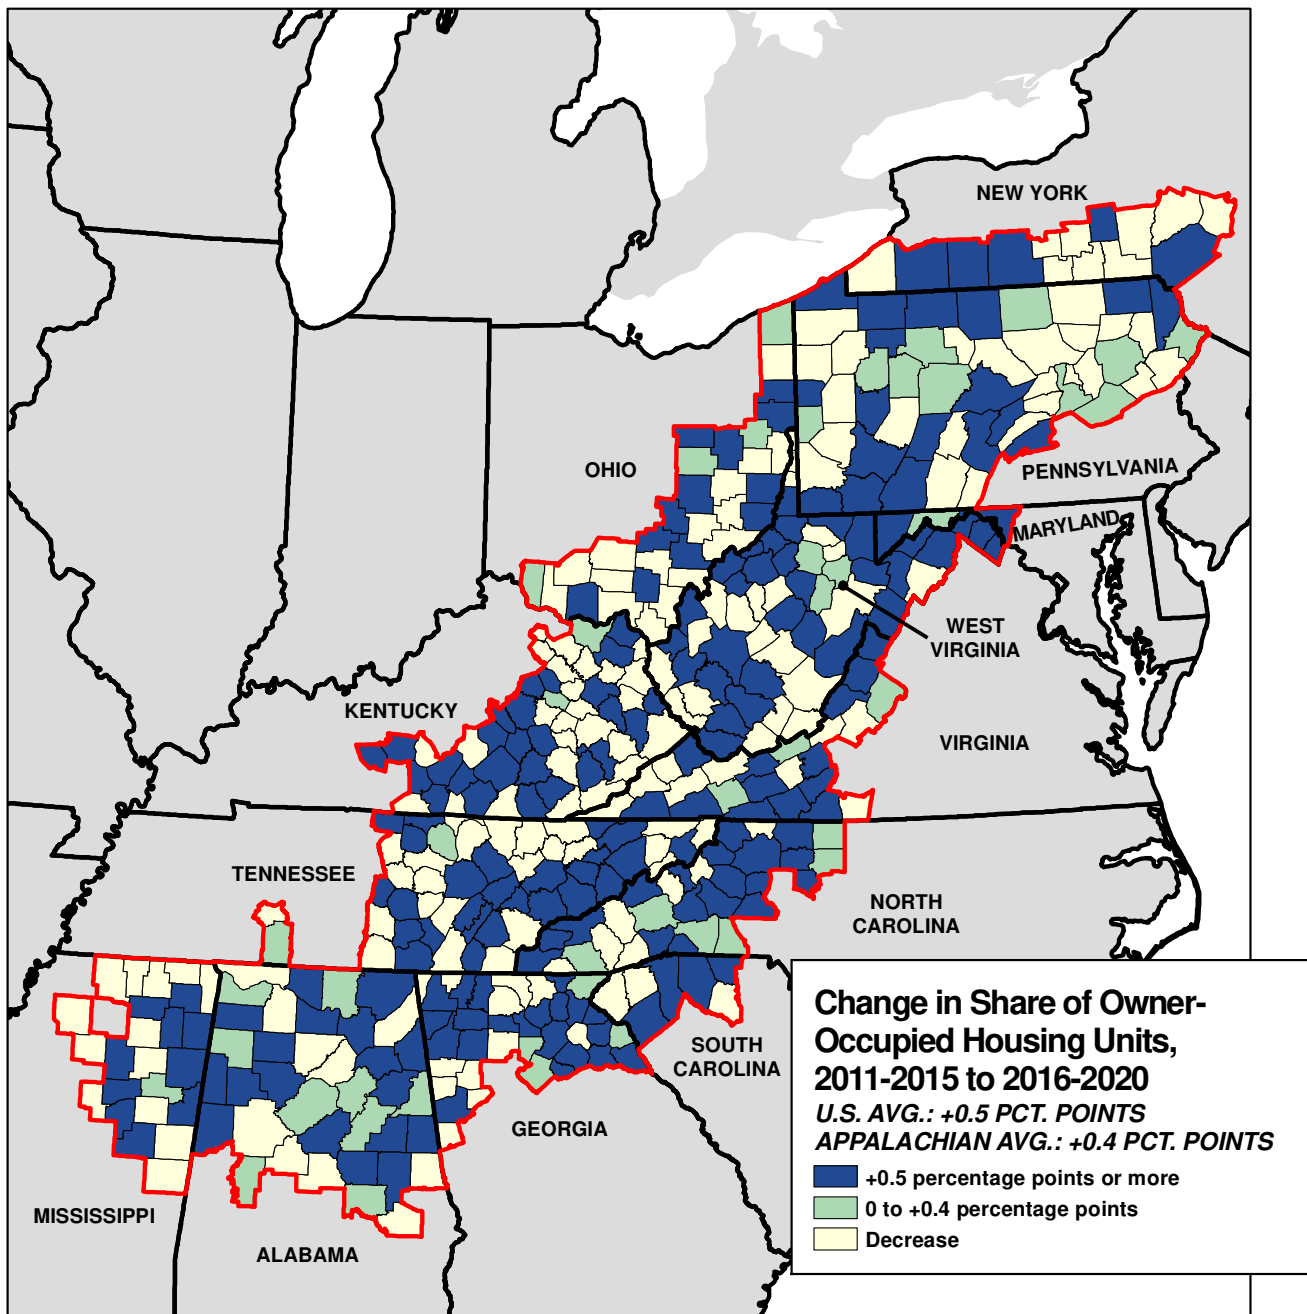 NEW YORK
OHIO
PENNSYLVANIA
MARYLAND
WEST
VIRGINIA
KENTUCKY
VIRGINIA
TENNESSEE
NORTH
CAROLINA
SOUTH
CAROLINA
GEORGIA
MISSISSIPPI
ALABAMA
Change in Share of Owner-
Occupied Housing Units,
2011-2015 to 2016-2020
U.S. AVG.: +0.5 PCT. POINTS
APPALACHIAN AVG.: +0.4 PCT. POINTS
+0.5 percentage points or more
0 to +0.4 percentage points
Decrease